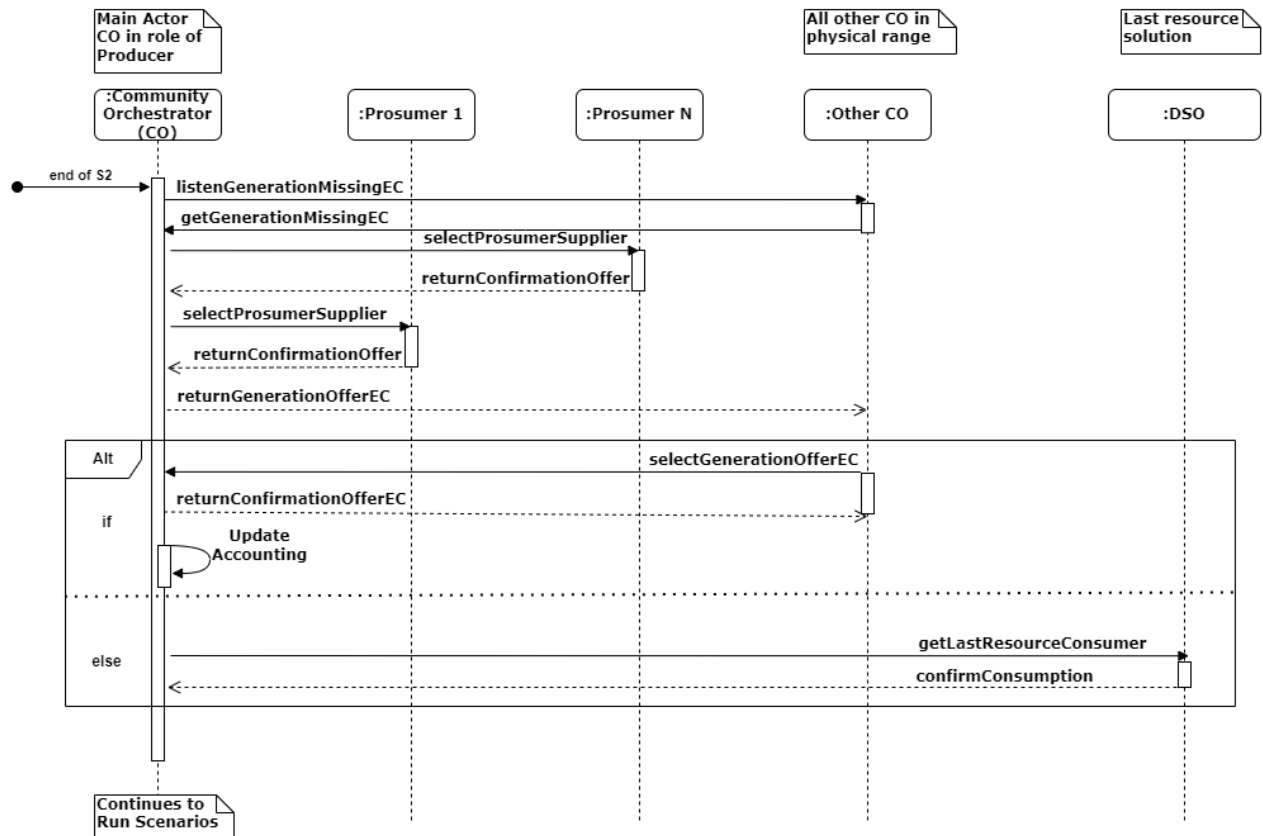 Main Actor
CO in role of
Producer
All other CO in
physical range
Last resource
solution
:Community
Orchestrator
(CO)
:Prosumer 1
:Prosumer N
:Other CO
:DSO
end of S2
listenGenerationMissingEC
getGenerationMissingEC
selectProsumerSupplier
returnConfirmationOffer
selectProsumerSupplier
returnConfirmationOffer
returnGenerationOfferEC
Alt
selectGenerationOfferEC
returnConfirmationOfferEC
if
Update
Accounting
getLastResourceConsumer
else
confirmConsumption
Continues to
Run Scenarios